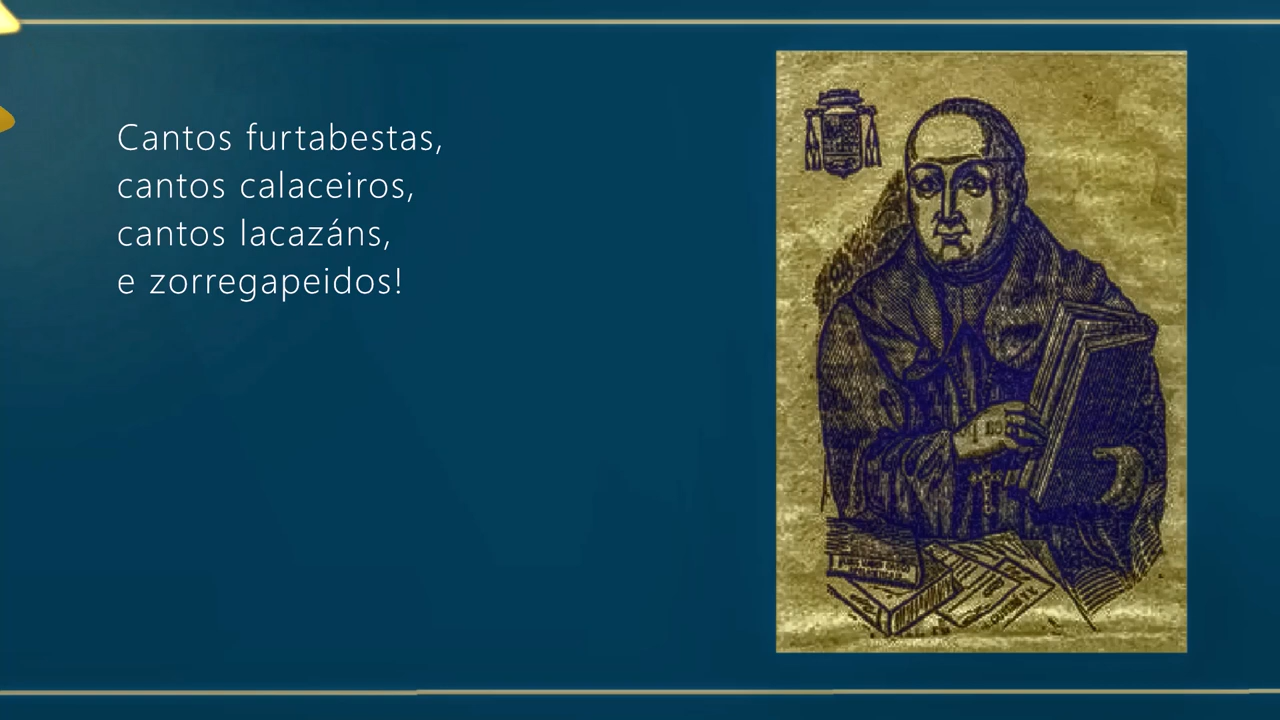 Cantos furtabestas,
cantos calaceiros,
cantos lacazáns,
e zorregapeidos!